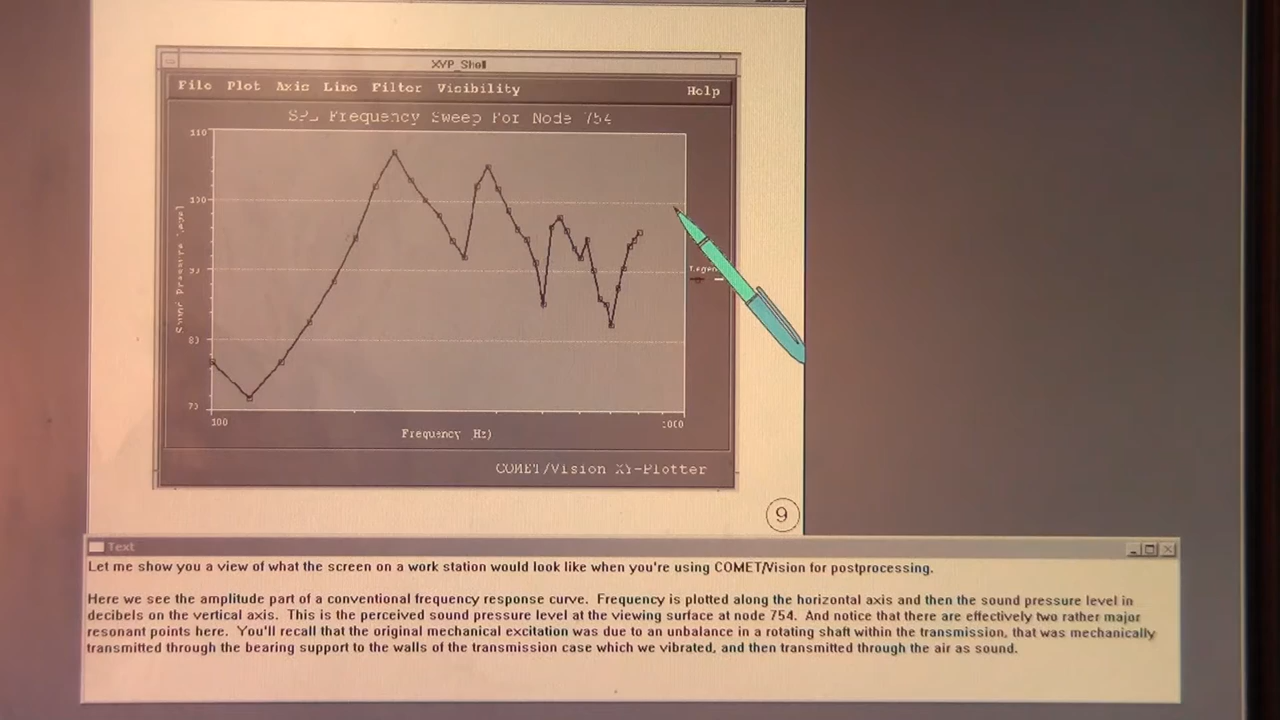 XYP_Shell
File Plot Axis Line Filter Visibility Help
SPL Frequency Sweep For Node 754
110
100
90
80
70
Sound Pressure Level
100
1000
Frequency (Hz)
COMET/Vision XY-Plotter
9
Text
Let me show you a view of what the screen on a work station would look like when you're using COMET/Vision for postprocessing.
Here we see the amplitude part of a conventional frequency response curve. Frequency is plotted along the horizontal axis and then the sound pressure level in
decibels on the vertical axis. This is the perceived sound pressure level at the viewing surface at node 754. And notice that there are effectively two rather major
resonant points here. You'll recall that the original mechanical excitation was due to an unbalance in a rotating shaft within the transmission, that was mechanically
transmitted through the bearing support to the walls of the transmission case which we vibrated, and then transmitted through the air as sound.